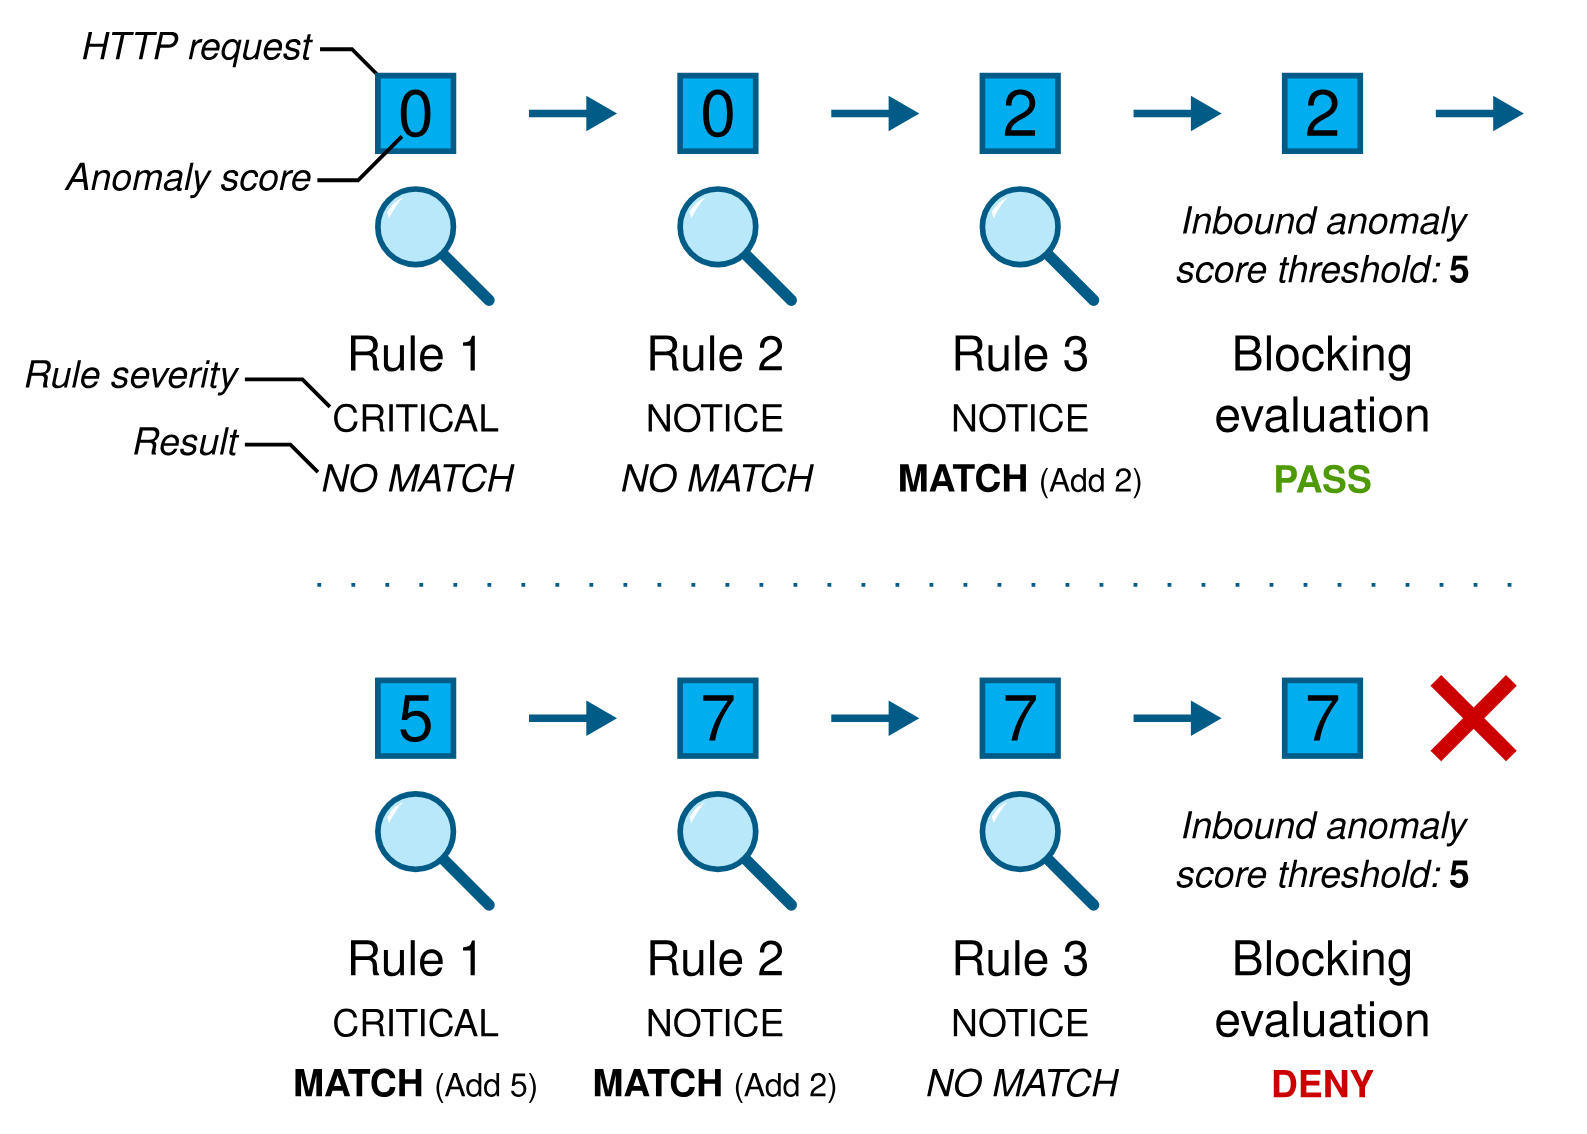 HTTP request
0 0 2 2
Anomaly score
Inbound anomaly
score threshold: 5
Rule 1 Rule 2 Rule 3 Blocking
evaluation
Rule severity
CRITICAL NOTICE NOTICE
Result
NO MATCH NO MATCH MATCH (Add 2) PASS
5 7 7 7
Inbound anomaly
score threshold: 5
Rule 1 Rule 2 Rule 3 Blocking
CRITICAL NOTICE NOTICE evaluation
MATCH (Add 5) MATCH (Add 2) NO MATCH DENY